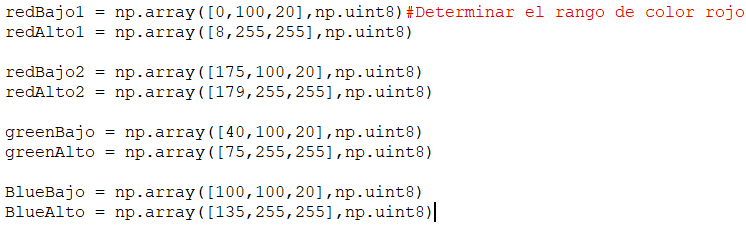 redBajo1 = np.array([0,100,20],np.uint8)#Determinar el rango de color rojo
redAlto1 = np.array([8,255,255],np.uint8)
redBajo2 = np.array([175,100,20],np.uint8)
redAlto2 = np.array([179,255,255],np.uint8)
greenBajo = np.array([40,100,20],np.uint8)
greenAlto = np.array([75,255,255],np.uint8)
BlueBajo = np.array([100,100,20],np.uint8)
BlueAlto = np.array([135,255,255],np.uint8)